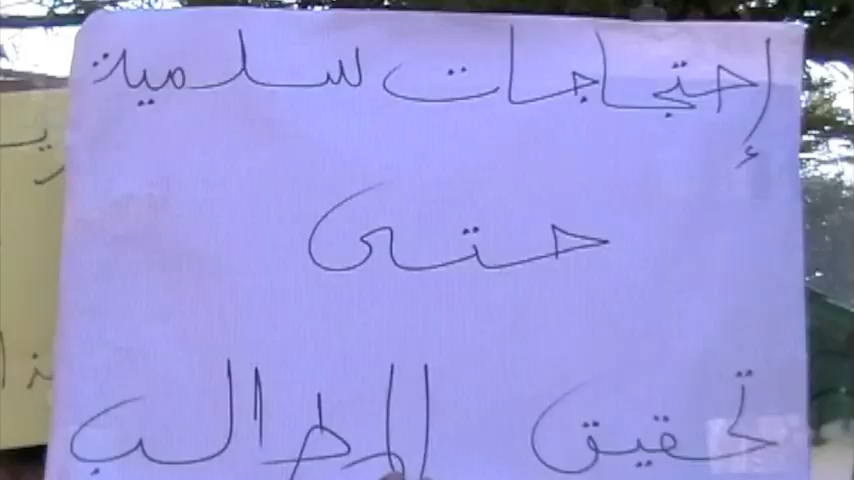 إحتجاجات سلمية
حتى
تحقيق المطالب